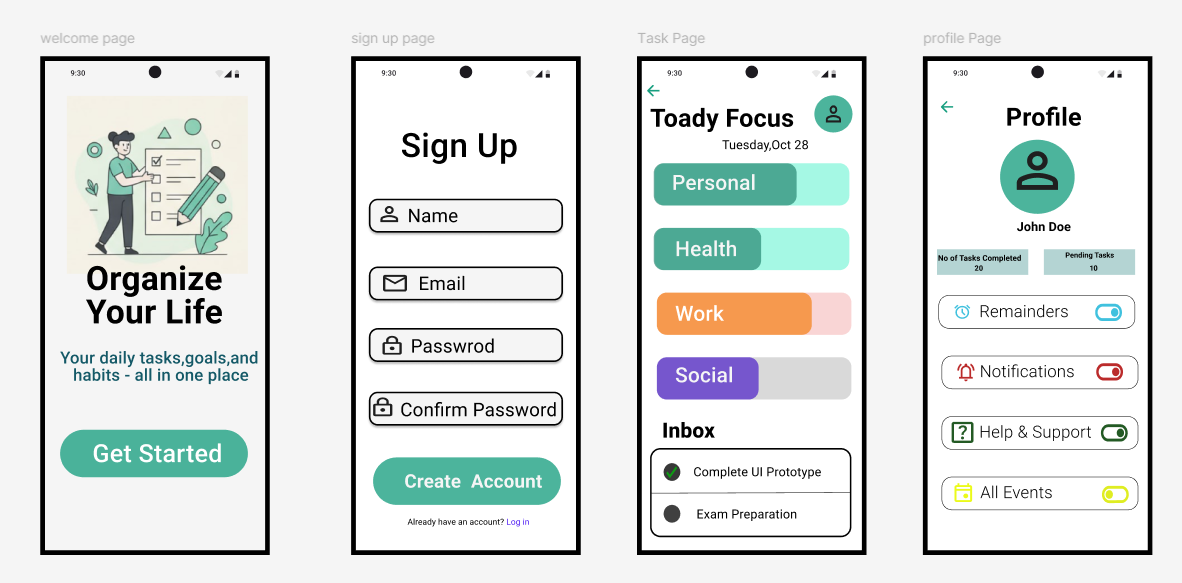 welcome page
9:30
Organize
Your Life
Your daily tasks,goals,and
habits - all in one place
Get Started
sign up page
9:30
Sign Up
Name
Email
Passwrod
Confirm Password
Create Account
Already have an account? Log in
Task Page
9:30
Toady Focus
Tuesday,Oct 28
Personal
Health
Work
Social
Inbox
Complete UI Prototype
Exam Preparation
profile Page
9:30
Profile
John Doe
No of Tasks Completed
20
Pending Tasks
10
Remainders
Notifications
Help & Support
All Events